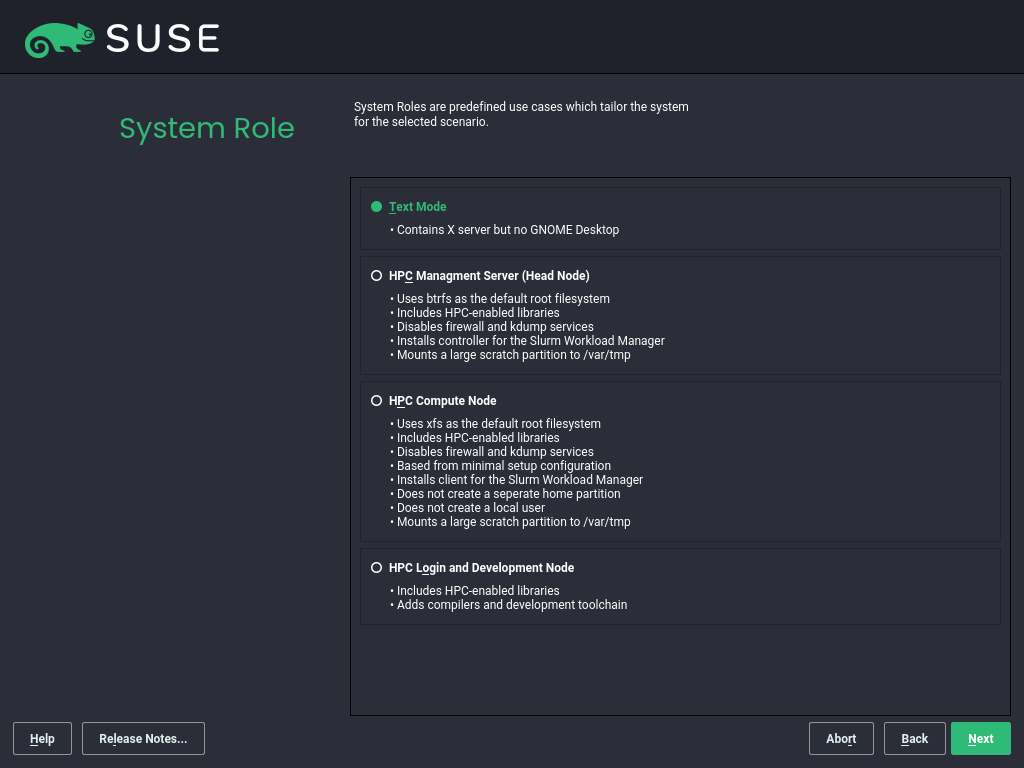 SUSE
System Role
System Roles are predefined use cases which tailor the system
for the selected scenario.
Text Mode
• Contains X server but no GNOME Desktop
HPC Managment Server (Head Node)
• Uses btrfs as the default root filesystem
• Includes HPC-enabled libraries
• Disables firewall and kdump services
• Installs controller for the Slurm Workload Manager
• Mounts a large scratch partition to /var/tmp
HPC Compute Node
• Uses xfs as the default root filesystem
• Includes HPC-enabled libraries
• Disables firewall and kdump services
• Based from minimal setup configuration
• Installs client for the Slurm Workload Manager
• Does not create a seperate home partition
• Does not create a local user
• Mounts a large scratch partition to /var/tmp
HPC Login and Development Node
• Includes HPC-enabled libraries
• Adds compilers and development toolchain
Help
Release Notes...
Abort
Back
Next